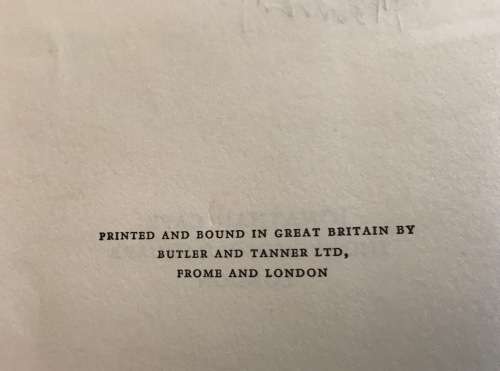 PRINTED AND BOUND IN GREAT BRITAIN BY
BUTLER AND TANNER LTD,
FROME AND LONDON